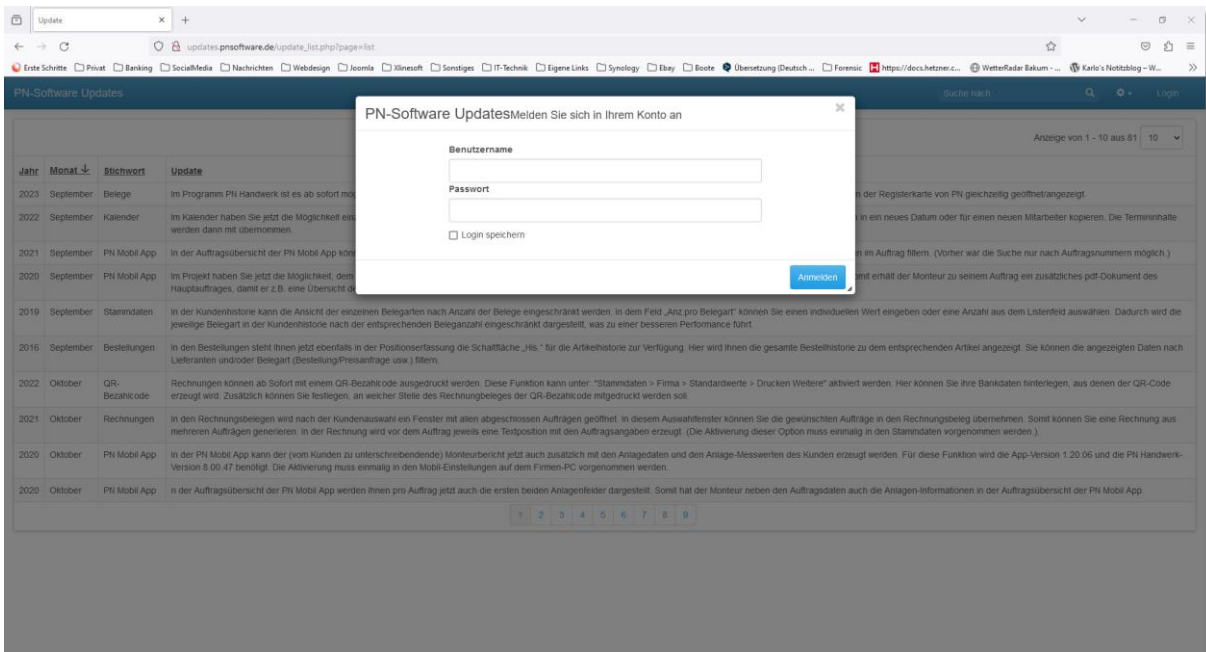 Update
updates.pnsoftware.de/update_list.php?page=list
Erste Schritte Privat Banking SocialMedia Nachrichten Webdesign Joomla Xlinesoft Sonstiges IT-Technik Eigene Links Synology Ebay Boote Übersetzung (Deutsch ... Forensic https://docs.hetzner.c... WetterRadar Bakum - ... Karlo's Notitzblog – W...
PN-Software Updates Suche nach Login
PN-Software Updates Melden Sie sich in Ihrem Konto an
Benutzername
Passwort
Login speichern
Anmelden
Anzeige von 1 - 10 aus 81 10
Jahr Monat Stichwort Update
2023 September Belege Im Programm PN Handwerk ist es ab sofort mög n der Registerkarte von PN gleichzeitig geöffnet/angezeigt.
2022 September Kalender Im Kalender haben Sie jetzt die Möglichkeit ein in ein neues Datum oder für einen neuen Mitarbeiter kopieren. Die Termininhalte
werden dann mit übernommen.
2021 September PN Mobil App In der Auftragsübersicht der PN Mobil App kön en im Auftrag filtern. (Vorher war die Suche nur nach Auftragsnummern möglich.)
2020 September PN Mobil App Im Projekt haben Sie jetzt die Möglichkeit, dem omit erhält der Monteur zu seinem Auftrag ein zusätzliches pdf-Dokument des
Hauptauftrages, damit er z.B. eine Übersicht de
2019 September Stammdaten In der Kundenhistorie kann die Ansicht der einzelnen Belegarten nach Anzahl der Belege eingeschränkt werden. In dem Feld „Anz.pro Belegart" können Sie einen individuellen Wert eingeben oder eine Anzahl aus dem Listenfeld auswählen. Dadurch wird die
jeweilige Belegart in der Kundenhistorie nach der entsprechenden Beleganzahl eingeschränkt dargestellt, was zu einer besseren Performance führt.
2016 September Bestellungen In den Bestellungen steht Ihnen jetzt ebenfalls in der Positionserfassung die Schaltfläche „His." für die Artikelhistorie zur Verfügung. Hier wird Ihnen die gesamte Bestellhistorie zu dem entsprechenden Artikel angezeigt. Sie können die angezeigten Daten nach
Lieferanten und/oder Belegart (Bestellung/Preisanfrage usw.) filtern.
2022 Oktober QR-Bezahlcode Rechnungen können ab Sofort mit einem QR-Bezahlcode ausgedruckt werden. Diese Funktion kann unter: "Stammdaten > Firma > Standardwerte > Drucken Weitere" aktiviert werden. Hier können Sie ihre Bankdaten hinterlegen, aus denen der QR-Code
erzeugt wird. Zusätzlich können Sie festlegen, an welcher Stelle des Rechnungbeleges der QR-Bezahlcode mitgedruckt werden soll.
2021 Oktober Rechnungen In den Rechnungsbelegen wird nach der Kundenauswahl ein Fenster mit allen abgeschlossen Aufträgen geöffnet. In diesem Auswahlfenster können Sie die gewünschten Aufträge in den Rechnungsbeleg übernehmen. Somit können Sie eine Rechnung aus
mehreren Aufträgen generieren. In der Rechnung wird vor dem Auftrag jeweils eine Textposition mit den Auftragsangaben erzeugt. (Die Aktivierung dieser Option muss einmalig in den Stammdaten vorgenommen werden.).
2020 Oktober PN Mobil App In der PN Mobil App kann der (vom Kunden zu unterschreibendende) Monteurbericht jetzt auch zusätzlich mit den Anlagedaten und den Anlage-Messwerten des Kunden erzeugt werden. Für diese Funktion wird die App-Version 1.20.06 und die PN Handwerk-
Version 8.00.47 benötigt. Die Aktivierung muss einmalig in den Mobil-Einstellungen auf dem Firmen-PC vorgenommen werden.
2020 Oktober PN Mobil App n der Auftragsübersicht der PN Mobil App werden Ihnen pro Auftrag jetzt auch die ersten beiden Anlagenfelder dargestellt. Somit hat der Monteur neben den Auftragsdaten auch die Anlagen-Informationen in der Auftragsübersicht der PN Mobil App.
1 2 3 4 5 6 7 8 9